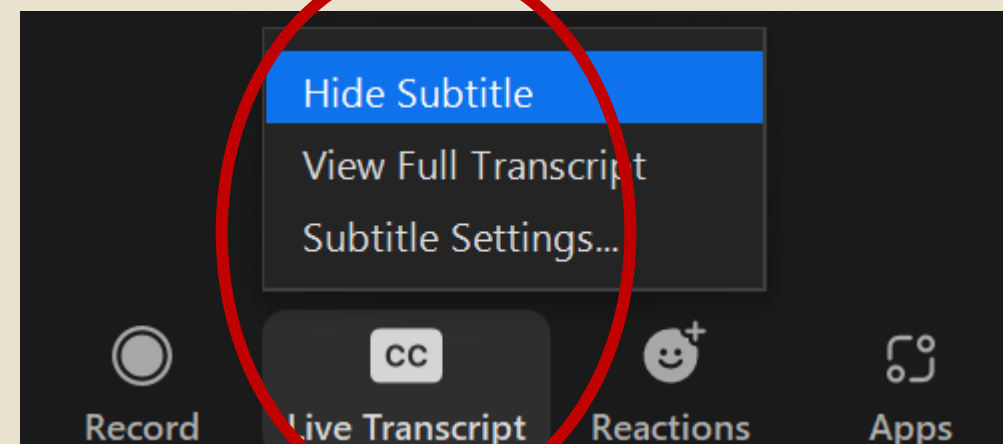 Hide Subtitle
View Full Transcript
Subtitle Settings...
CC
Record Live Transcript Reactions Apps